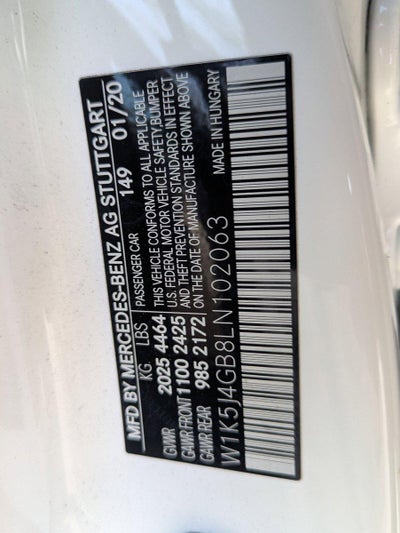 MFD BY MERCEDES-BENZ AG STUTTGART
KG LBS PASSENGER CAR 149 01/20
GVWR 2025 4464 THIS VEHICLE CONFORMS TO ALL APPLICABLE
U.S. FEDERAL MOTOR VEHICLE SAFETY,BUMPER
GAWR FRONT 1100 2425 AND THEFT PREVENTION STANDARDS IN EFFECT
GAWR REAR 985 2172 ON THE DATE OF MANUFACTURE SHOWN ABOVE
W1K5J4GB8LN102063 MADE IN HUNGARY